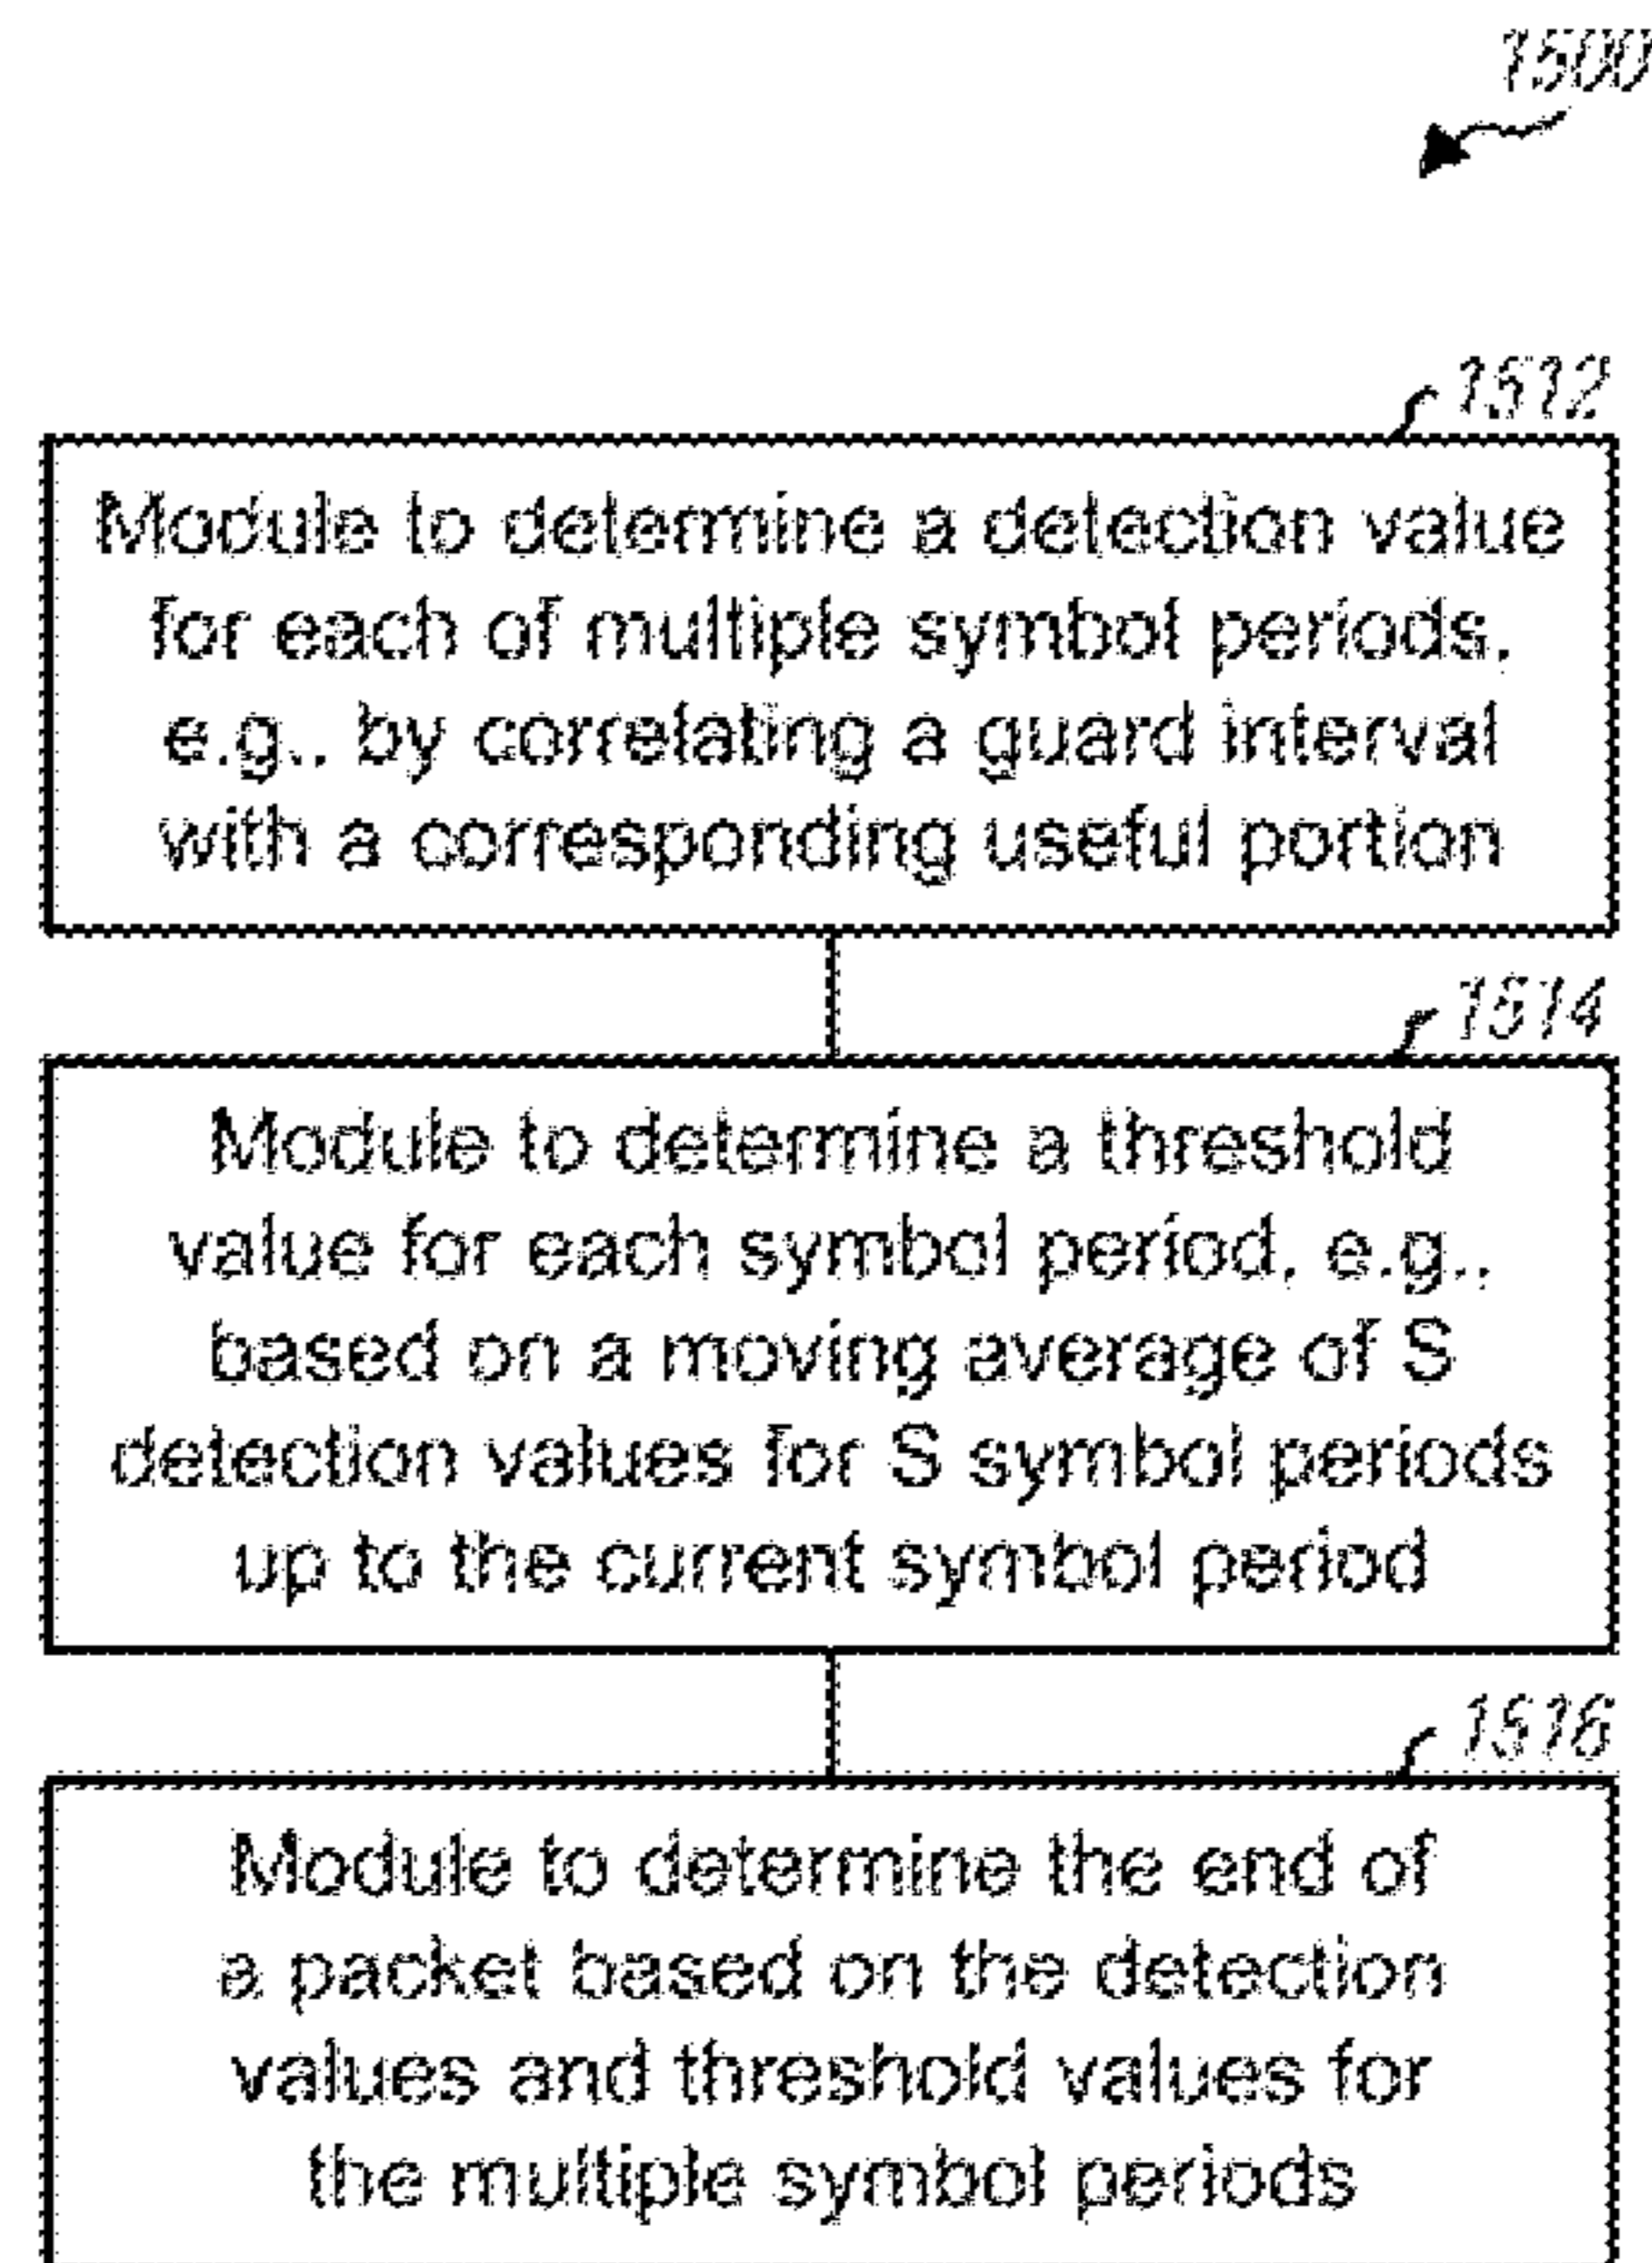 1500
1512
Module to determine a detection value
for each of multiple symbol periods,
e.g., by correlating a guard interval
with a corresponding useful portion
1514
Module to determine a threshold
value for each symbol period, e.g.,
based on a moving average of S
detection values for S symbol periods
up to the current symbol period
1516
Module to determine the end of
a packet based on the detection
values and threshold values for
the multiple symbol periods